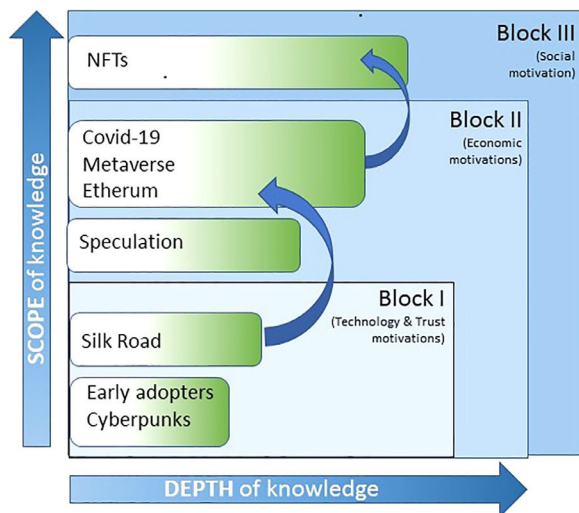 Block III
(Social
motivation)
NFTs
Block II
(Economic
motivations)
Covid-19
Metaverse
Etherum
Speculation
Block I
(Technology & Trust
motivations)
Silk Road
Early adopters
Cyberpunks
SCOPE of knowledge
DEPTH of knowledge